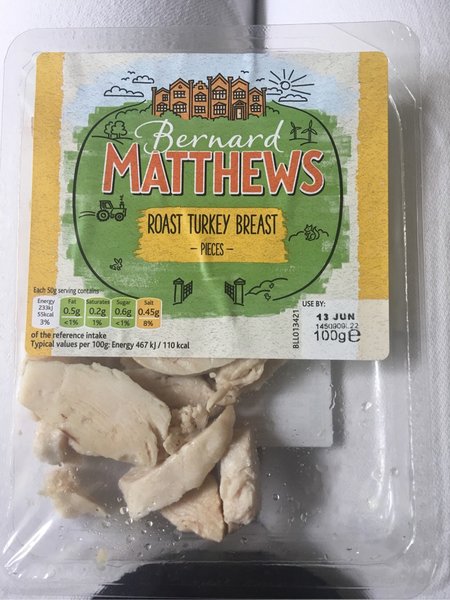 Bernard
MATTHEWS
ROAST TURKEY BREAST
– PIECES –
Each 50g serving contains
Energy
233kJ
55kcal
3%
Fat
0.5g
<1%
Saturates
0.2g
1%
Sugar
0.6g
<1%
Salt
0.45g
8%
of the reference intake
Typical values per 100g: Energy 467 kJ / 110 kcal
BLL013421
USE BY:
13 JUN
100g℮